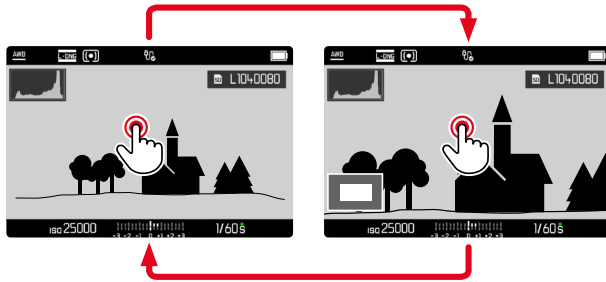 AWB L-DNG
L1040080
ISO 25000 -3 -2 -1 0 +1 +2 +3 1/60s
AWB L-DNG
L1040080
ISO 25000 -3 -2 -1 0 +1 +2 +3 1/60s